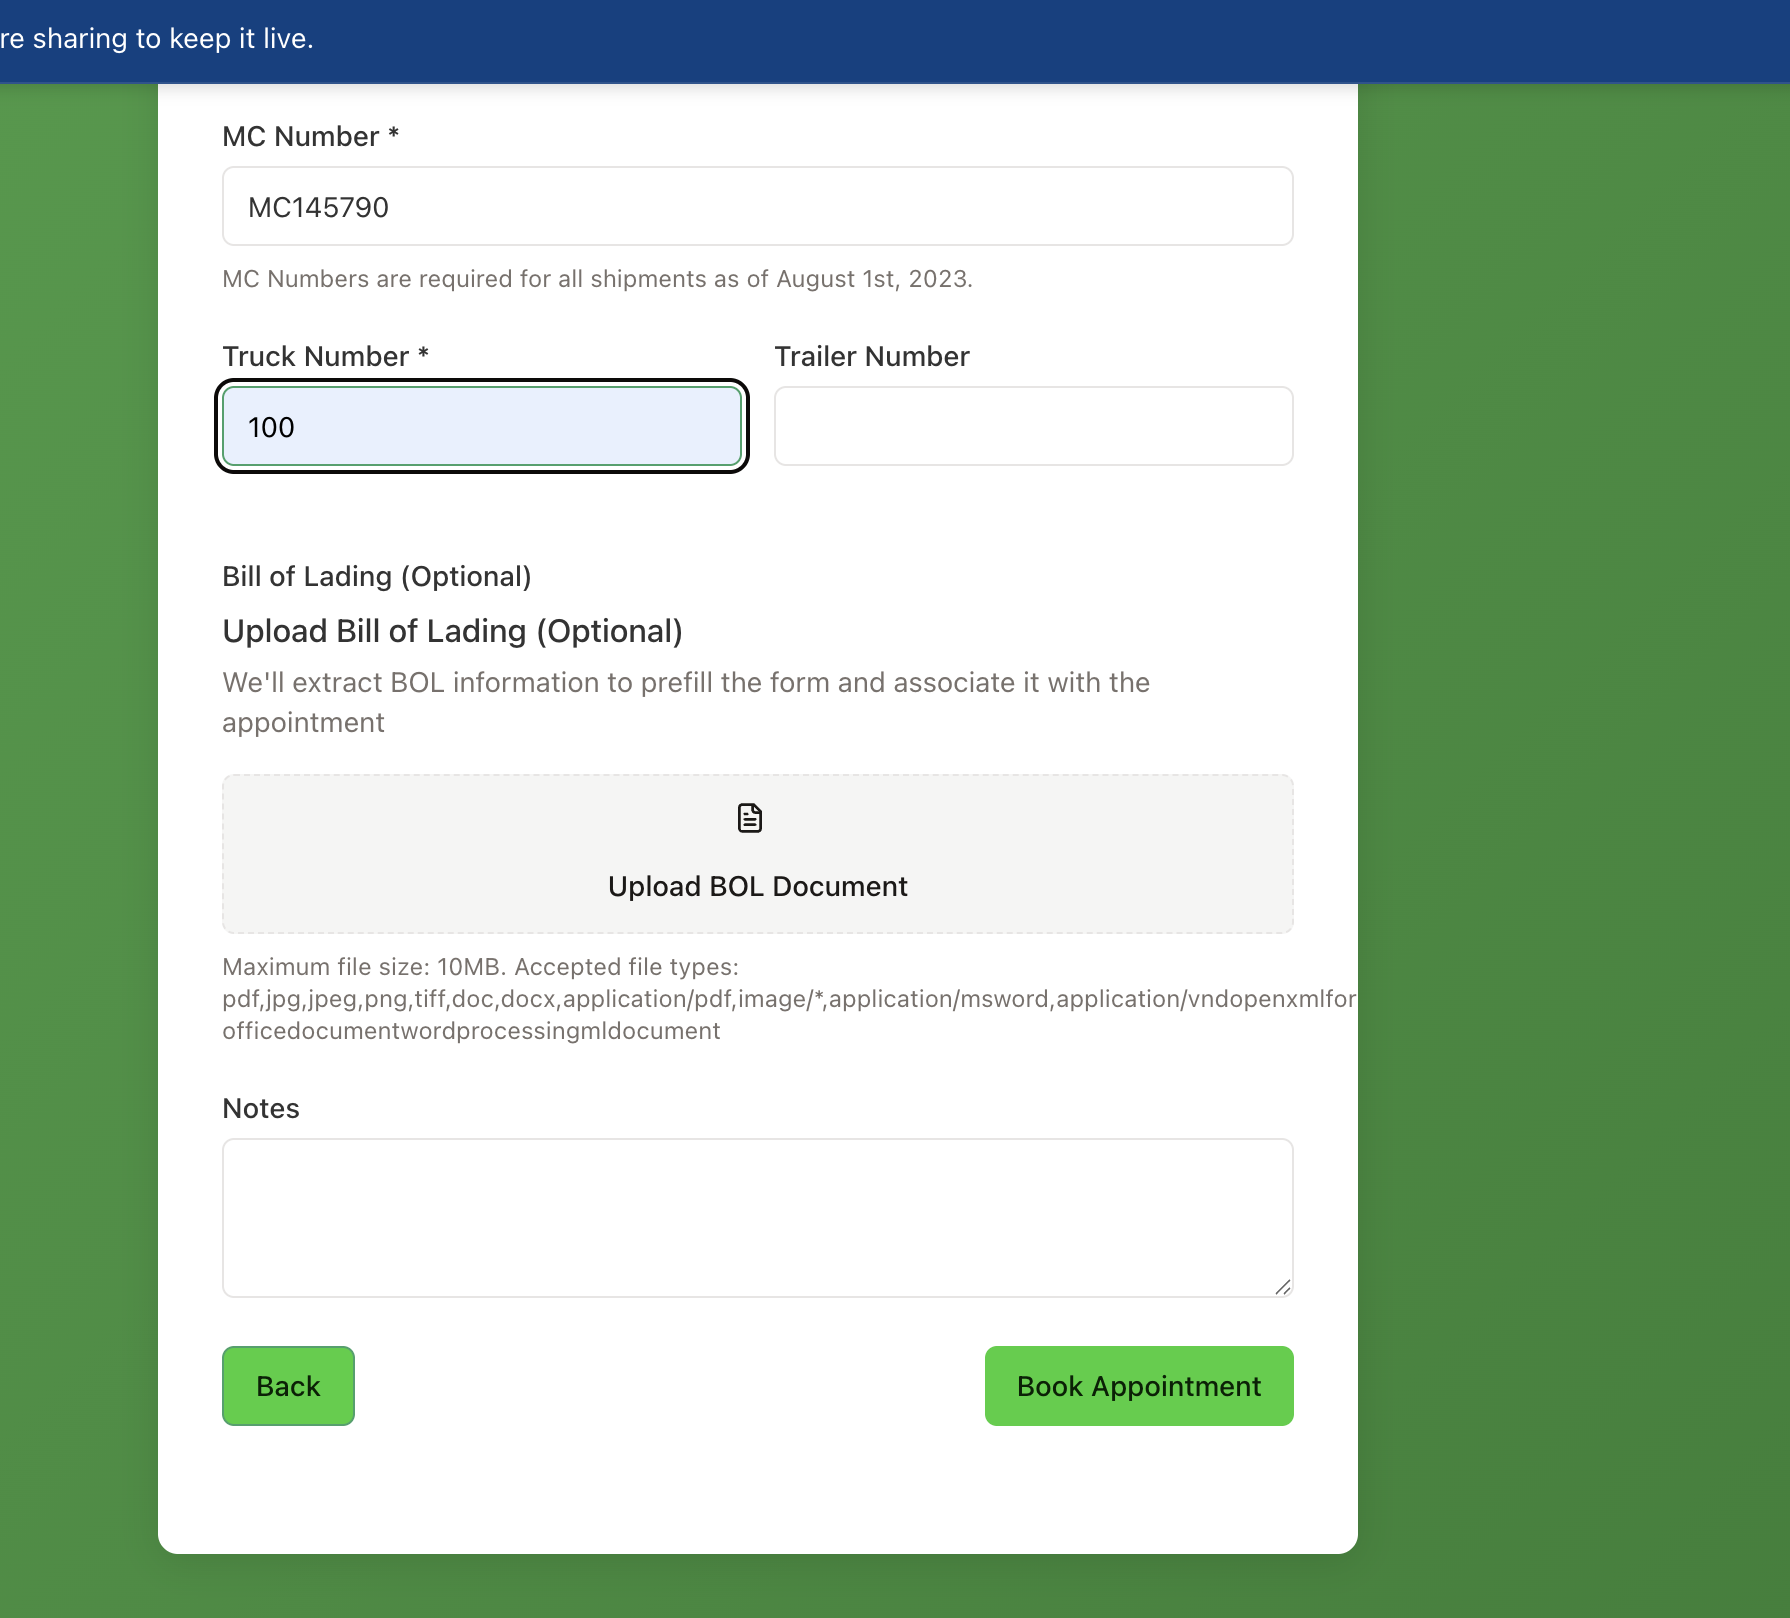 re sharing to keep it live.
MC Number *
MC145790
MC Numbers are required for all shipments as of August 1st, 2023.
Truck Number *
Trailer Number
100
Bill of Lading (Optional)
Upload Bill of Lading (Optional)
We'll extract BOL information to prefill the form and associate it with the
appointment
Upload BOL Document
Maximum file size: 10MB. Accepted file types:
pdf,jpg,jpeg,png,tiff,doc,docx,application/pdf,image/*,application/msword,application/vndopenxmlfor
officedocumentwordprocessingmldocument
Notes
Back
Book Appointment